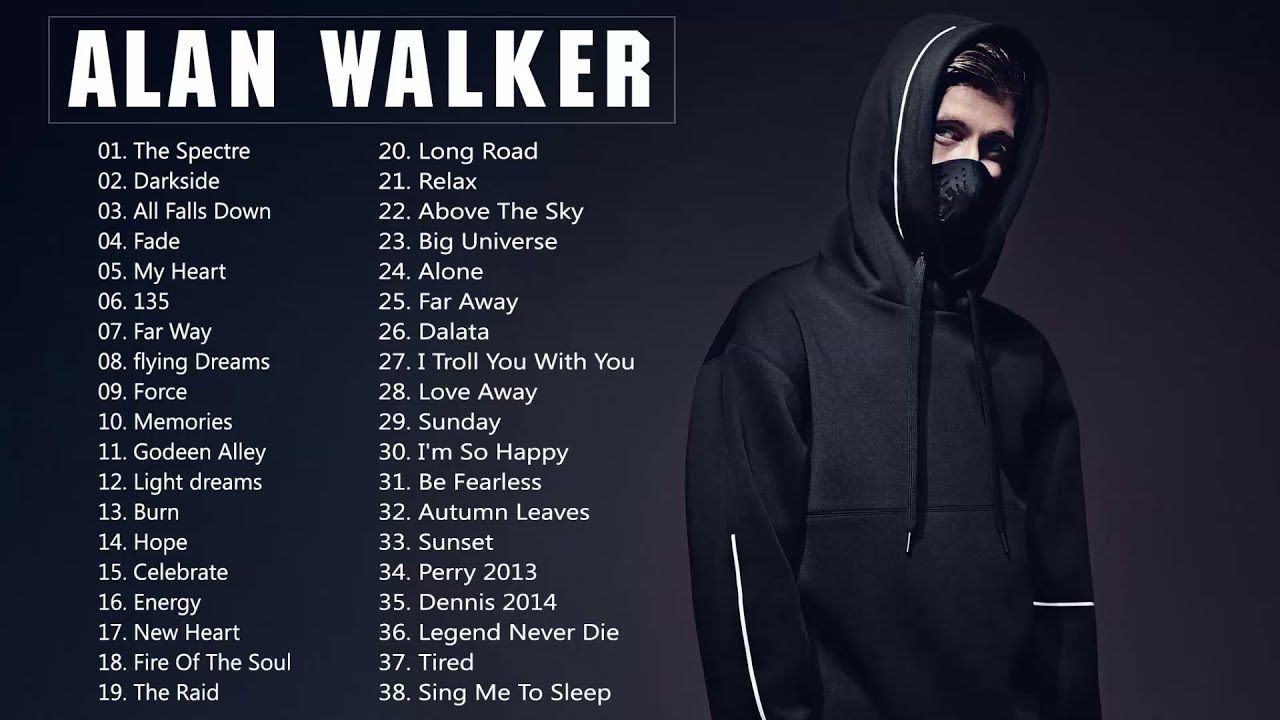 ALAN WALKER
01. The Spectre
02. Darkside
03. All Falls Down
04. Fade
05. My Heart
06. 135
07. Far Way
08. flying Dreams
09. Force
10. Memories
11. Godeen Alley
12. Light dreams
13. Burn
14. Hope
15. Celebrate
16. Energy
17. New Heart
18. Fire Of The Soul
19. The Raid
20. Long Road
21. Relax
22. Above The Sky
23. Big Universe
24. Alone
25. Far Away
26. Dalata
27. I Troll You With You
28. Love Away
29. Sunday
30. I'm So Happy
31. Be Fearless
32. Autumn Leaves
33. Sunset
34. Perry 2013
35. Dennis 2014
36. Legend Never Die
37. Tired
38. Sing Me To Sleep